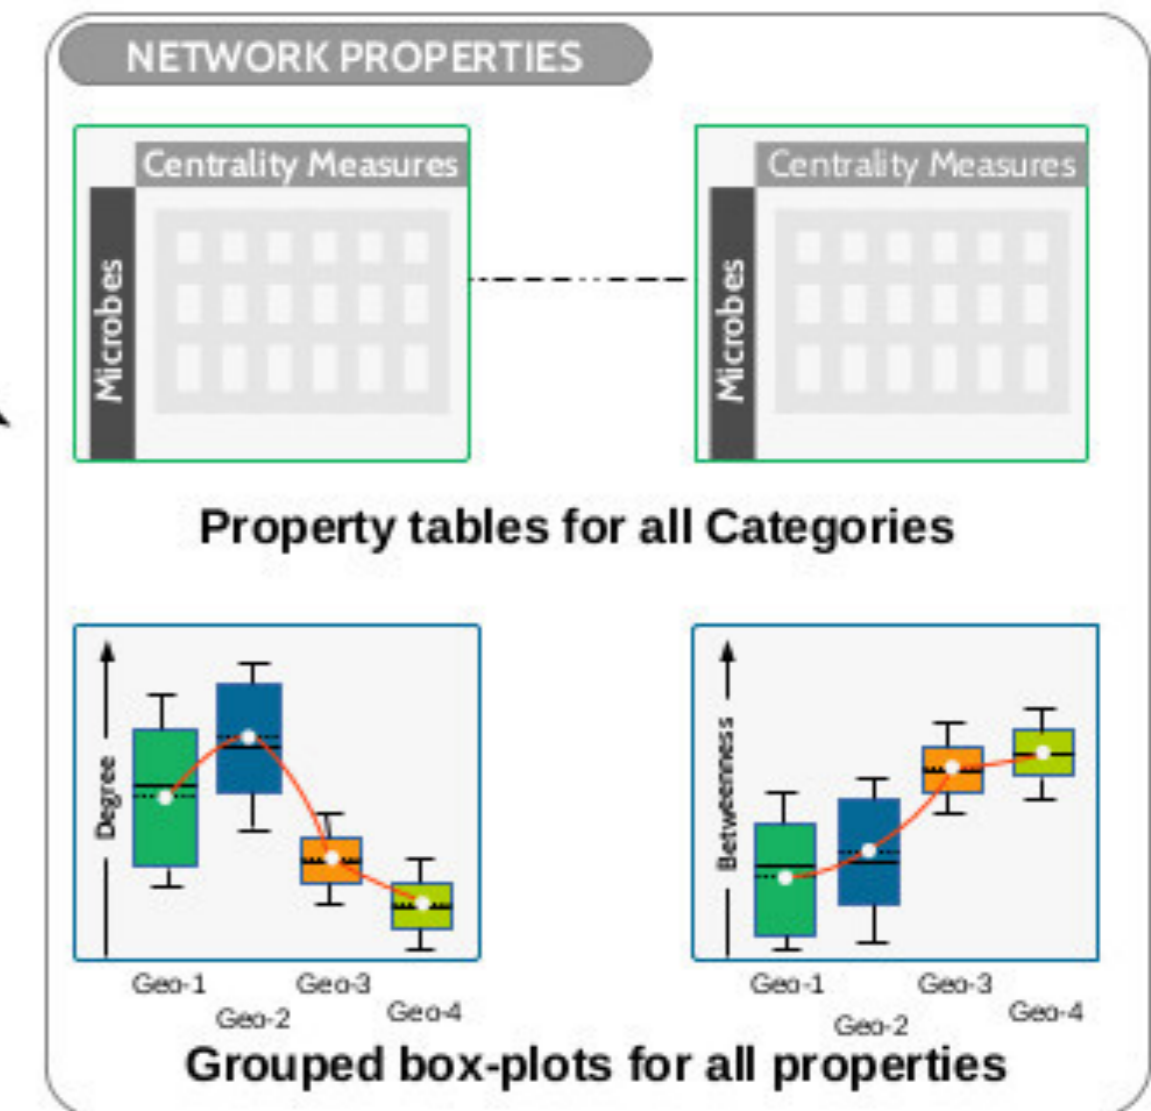 NETWORK PROPERTIES
Centrality Measures
Microbes
Centrality Measures
Microbes
Property tables for all Categories
Degree
Geo-1
Geo-2
Geo-3
Geo-4
Betweenness
Geo-1
Geo-2
Geo-3
Geo-4
Grouped box-plots for all properties